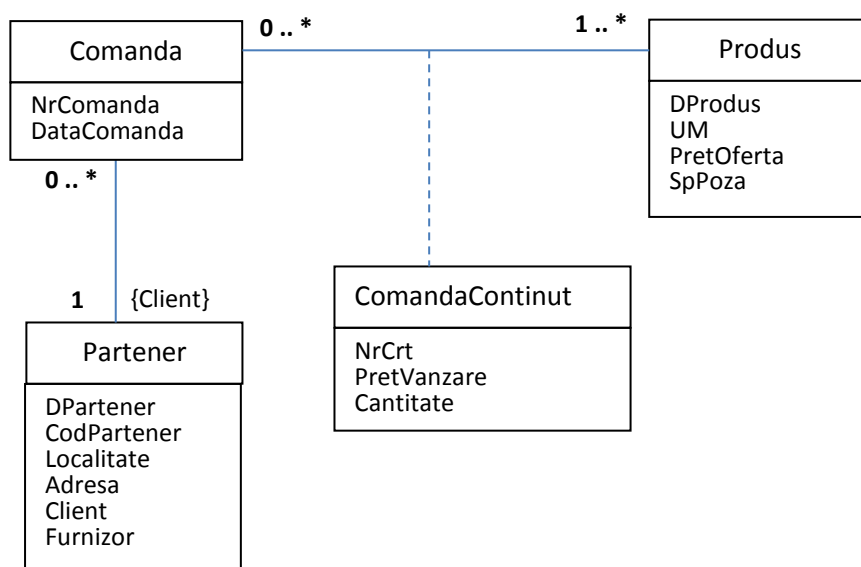 0 .. *
1 .. *
Comanda
NrComanda
DataComanda
Produs
DProdus
UM
PretOferta
SpPoza
0 .. *
1 {Client}
ComandaContinut
NrCrt
PretVanzare
Cantitate
Partener
DPartener
CodPartener
Localitate
Adresa
Client
Furnizor